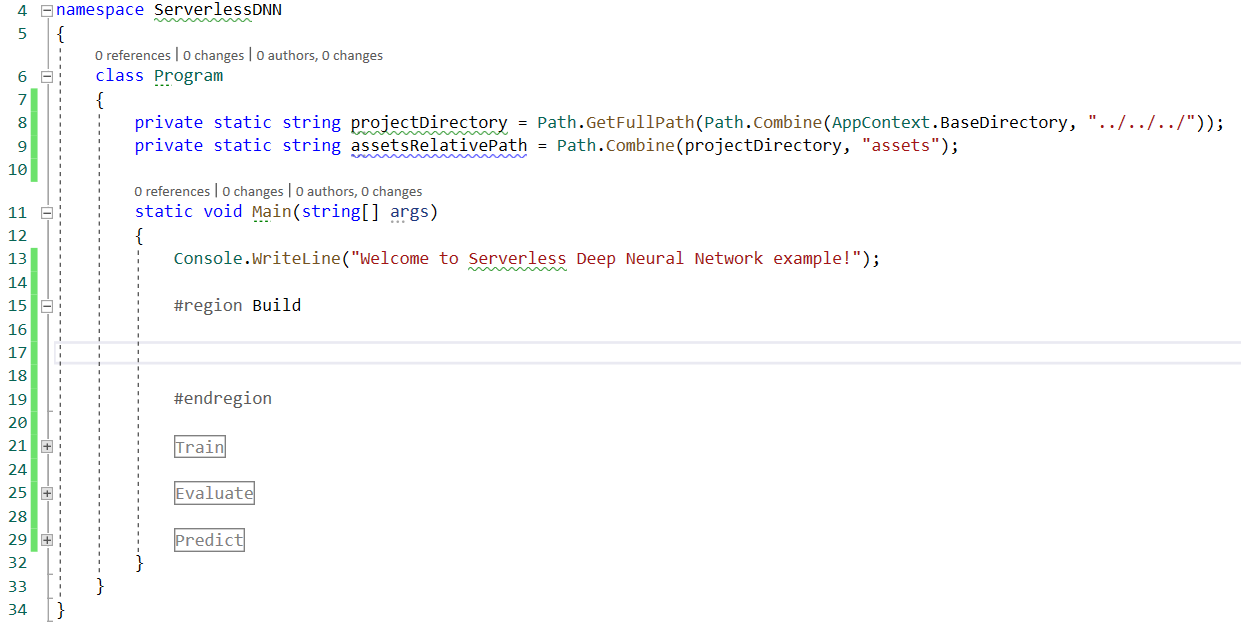 4 namespace ServerlessDNN
5 {
0 references | 0 changes | 0 authors, 0 changes
6 class Program
7 {
8 private static string projectDirectory = Path.GetFullPath(Path.Combine(AppContext.BaseDirectory, "../../../"));
9 private static string assetsRelativePath = Path.Combine(projectDirectory, "assets");
10
0 references | 0 changes | 0 authors, 0 changes
11 static void Main(string[] args)
12 {
13 Console.WriteLine("Welcome to Serverless Deep Neural Network example!");
14
15 #region Build
16
17
18
19 #endregion
20
21 Train
24
25 Evaluate
28
29 Predict
32 }
33 }
34 }